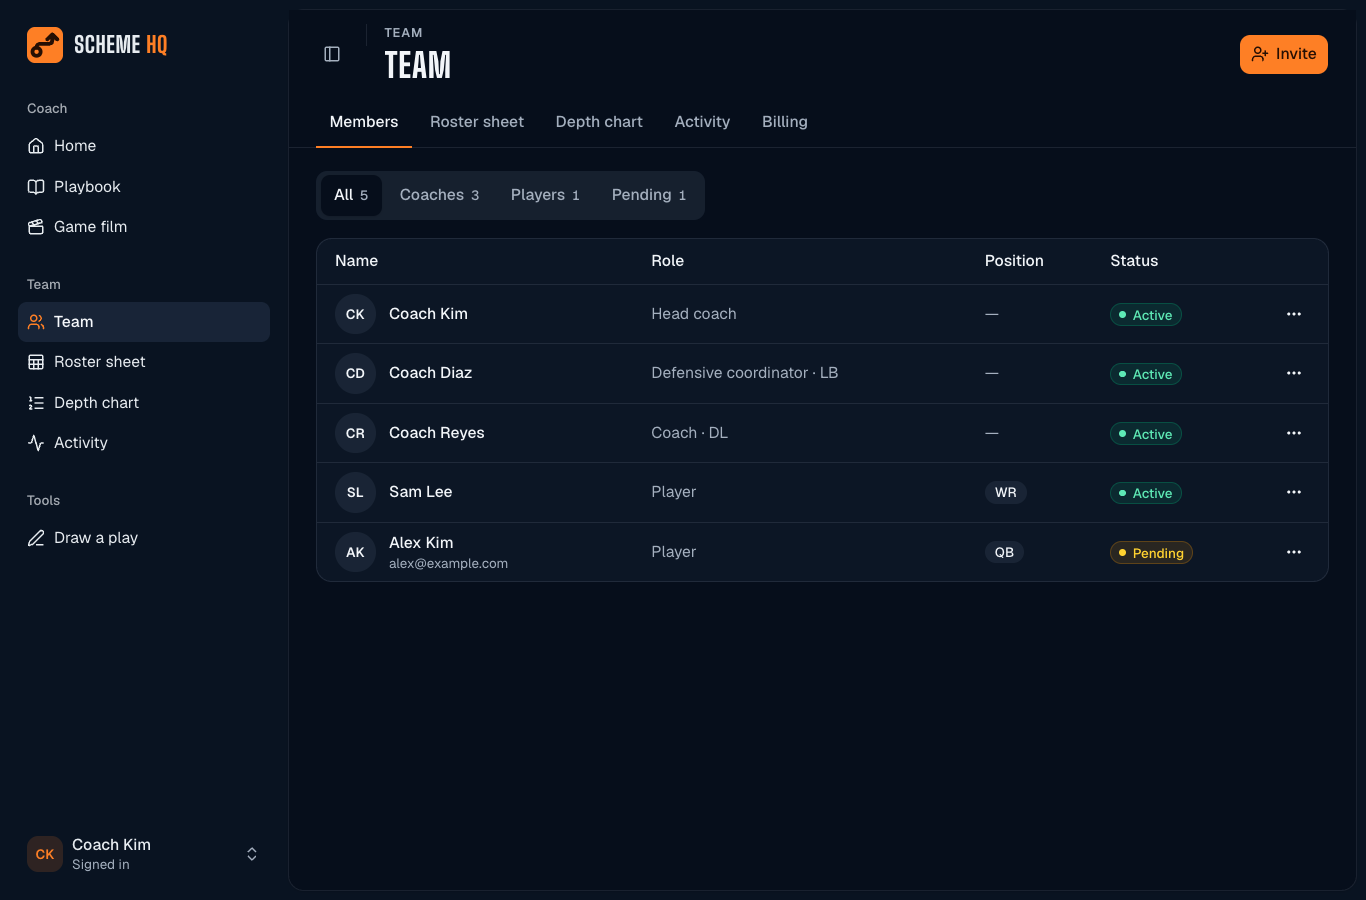 SCHEME HQ
Coach
Home
Playbook
Game film
Team
Team
Roster sheet
Depth chart
Activity
Tools
Draw a play
CK
Coach Kim
Signed in
TEAM
TEAM
Invite
Members Roster sheet Depth chart Activity Billing
All 5 Coaches 3 Players 1 Pending 1
Name Role Position Status
CK Coach Kim Head coach — Active
CD Coach Diaz Defensive coordinator · LB — Active
CR Coach Reyes Coach · DL — Active
SL Sam Lee Player WR Active
AK Alex Kim Player QB Pending
alex@example.com